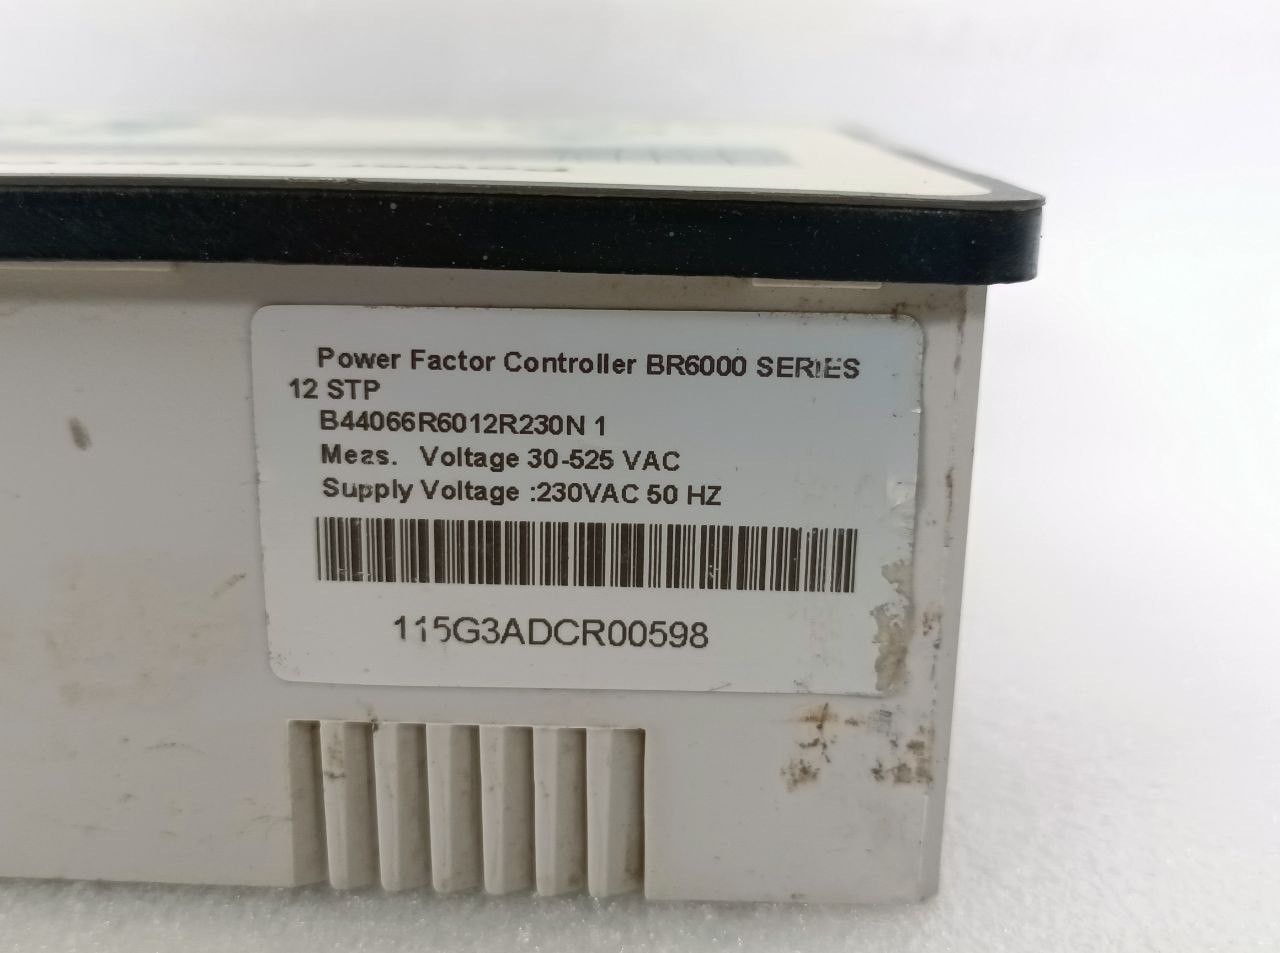 Power Factor Controller BR6000 SERIES
12 STP
B44066R6012R230N 1
Meas. Voltage 30-525 VAC
Supply Voltage :230VAC 50 HZ
115G3ADCR00598